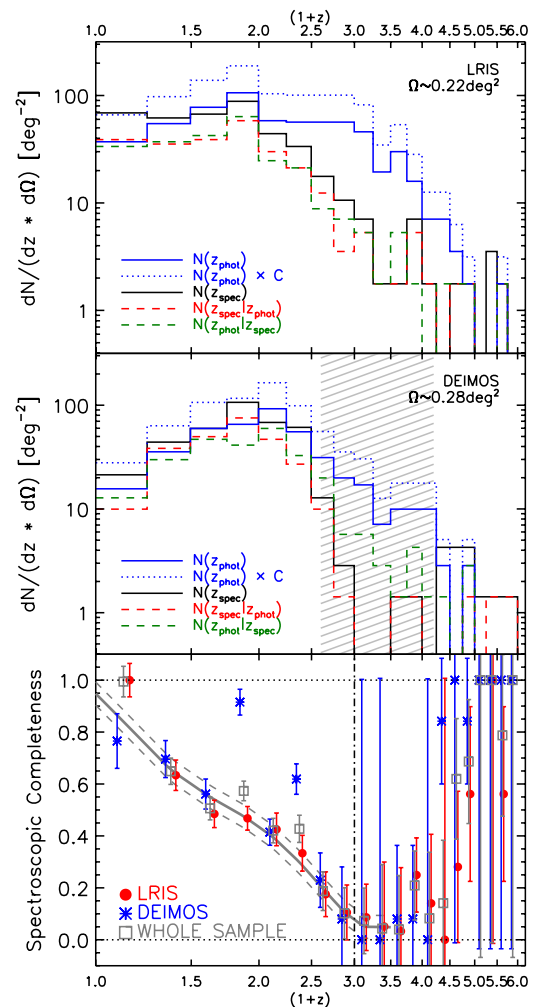 (1+z)
1.0 1.5 2.0 2.5 3.0 3.5 4.0 4.5 5.0 5.5 6.0
LRIS
Ω~0.22deg²
dN/(dz * dΩ) [deg⁻²]
100
10
1
N(z_phot)
N(z_phot) × C
N(z_spec)
N(z_spec|z_phot)
N(z_phot|z_spec)
DEIMOS
Ω~0.28deg²
dN/(dz * dΩ) [deg⁻²]
100
10
1
N(z_phot)
N(z_phot) × C
N(z_spec)
N(z_spec|z_phot)
N(z_phot|z_spec)
Spectroscopic Completeness
1.0
0.8
0.6
0.4
0.2
0.0
LRIS
DEIMOS
WHOLE SAMPLE
1.0 1.5 2.0 2.5 3.0 3.5 4.0 4.5 5.0 5.5 6.0
(1+z)